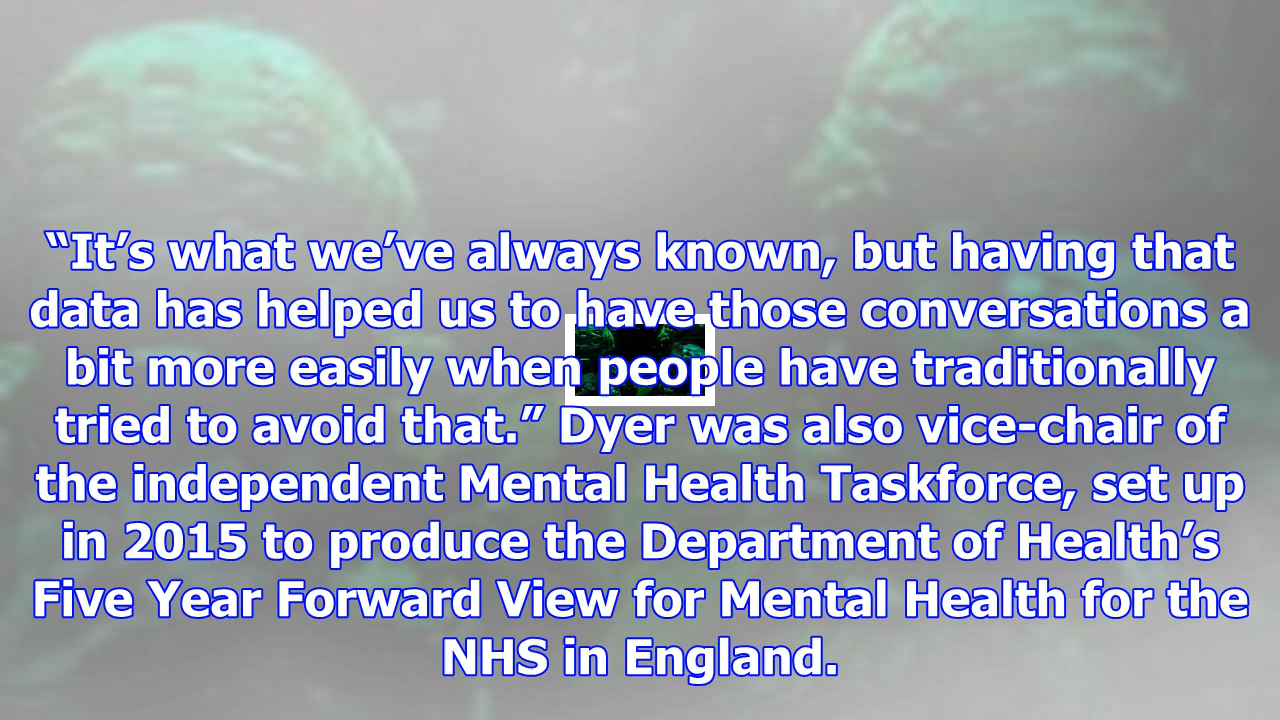 “It’s what we’ve always known, but having that
data has helped us to have those conversations a
bit more easily when people have traditionally
tried to avoid that.” Dyer was also vice-chair of
the independent Mental Health Taskforce, set up
in 2015 to produce the Department of Health’s
Five Year Forward View for Mental Health for the
NHS in England.